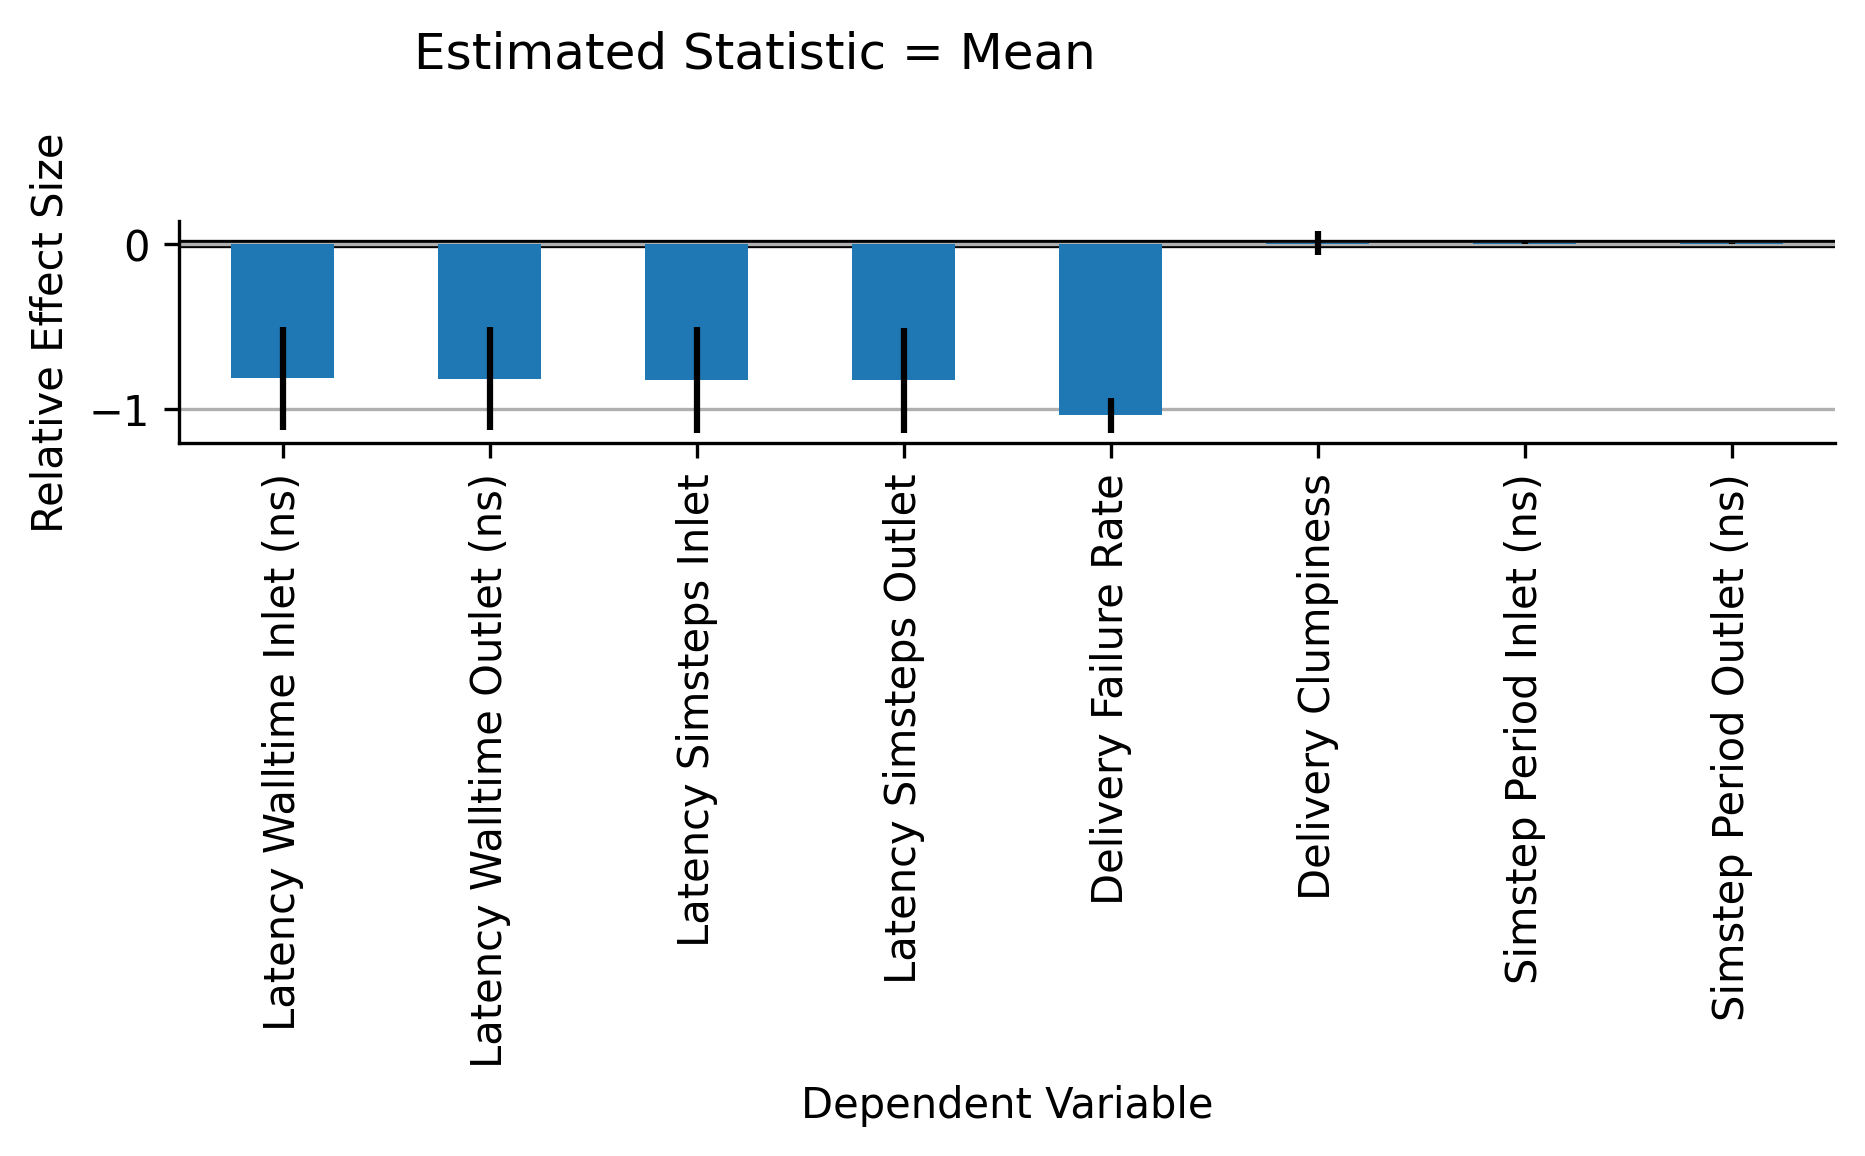 Estimated Statistic = Mean
Relative Effect Size
0
−1
Latency Walltime Inlet (ns)
Latency Walltime Outlet (ns)
Latency Simsteps Inlet
Latency Simsteps Outlet
Delivery Failure Rate
Delivery Clumpiness
Simstep Period Inlet (ns)
Simstep Period Outlet (ns)
Dependent Variable